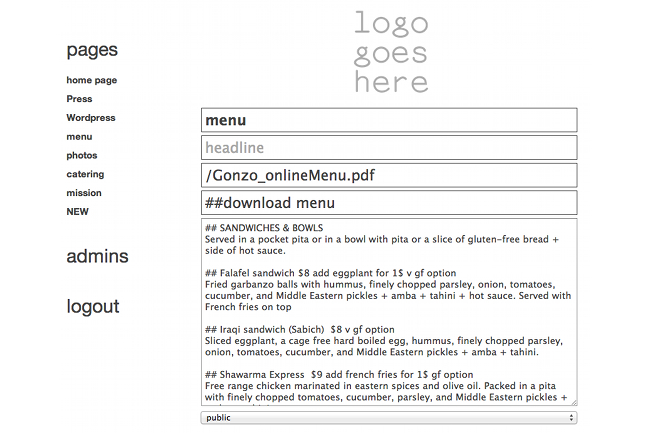 logo
goes
here
pages
home page
Press
Wordpress
menu
photos
catering
mission
NEW
admins
logout
menu
headline
/Gonzo_onlineMenu.pdf
##download menu
## SANDWICHES & BOWLS
Served in a pocket pita or in a bowl with pita or a slice of gluten-free bread +
side of hot sauce.
## Falafel sandwich $8 add eggplant for 1$ v gf option
Fried garbanzo balls with hummus, finely chopped parsley, onion, tomatoes,
cucumber, and Middle Eastern pickles + amba + tahini + hot sauce. Served with
French fries on top
## Iraqi sandwich (Sabich)  $8 v gf option
Sliced eggplant, a cage free hard boiled egg, hummus, finely chopped parsley,
onion, tomatoes, cucumber, and Middle Eastern pickles + amba + tahini.
## Shawarma Express  $9 add french fries for 1$ gf option
Free range chicken marinated in eastern spices and olive oil. Packed in a pita
with finely chopped tomatoes, cucumber, parsley, and Middle Eastern pickles +
public